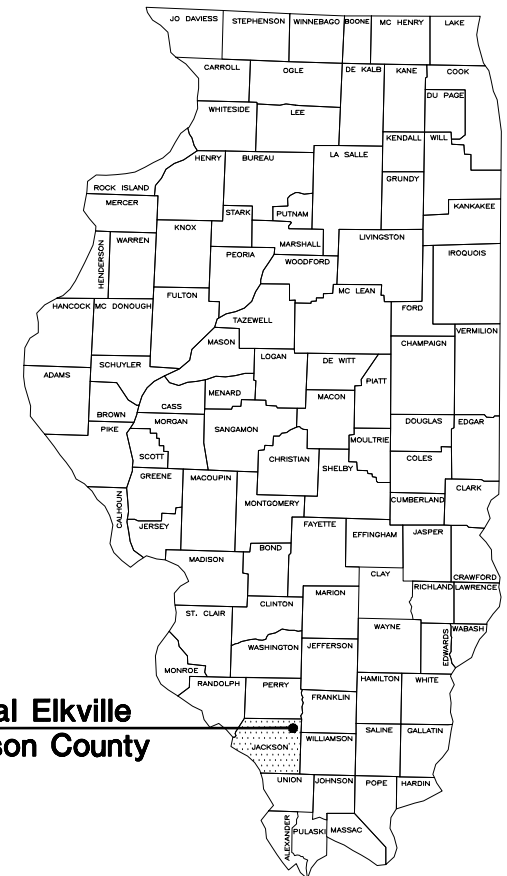 JO DAVIESS
STEPHENSON
WINNEBAGO
BOONE
MC HENRY
LAKE
CARROLL
OGLE
DE KALB
KANE
COOK
DU PAGE
WHITESIDE
LEE
KENDALL
WILL
HENRY
BUREAU
LA SALLE
GRUNDY
ROCK ISLAND
MERCER
STARK
PUTNAM
KANKAKEE
KNOX
MARSHALL
LIVINGSTON
HENDERSON
WARREN
PEORIA
WOODFORD
IROQUOIS
FULTON
MC LEAN
HANCOCK
MC DONOUGH
TAZEWELL
FORD
MASON
VERMILION
CHAMPAIGN
LOGAN
DE WITT
SCHUYLER
ADAMS
PIATT
MENARD
MACON
CASS
BROWN
MORGAN
PIKE
SANGAMON
DOUGLAS
EDGAR
MOULTRIE
SCOTT
CHRISTIAN
COLES
SHELBY
GREENE
MACOUPIN
CLARK
CUMBERLAND
CALHOUN
MONTGOMERY
JERSEY
FAYETTE
EFFINGHAM
JASPER
BOND
MADISON
CLAY
CRAWFORD
RICHLAND
LAWRENCE
MARION
CLINTON
ST. CLAIR
WAYNE
EDWARDS
WABASH
WASHINGTON
JEFFERSON
MONROE
HAMILTON
WHITE
RANDOLPH
PERRY
FRANKLIN
al Elkville
son County
JACKSON
WILLIAMSON
SALINE
GALLATIN
UNION
JOHNSON
POPE
HARDIN
ALEXANDER
PULASKI
MASSAC